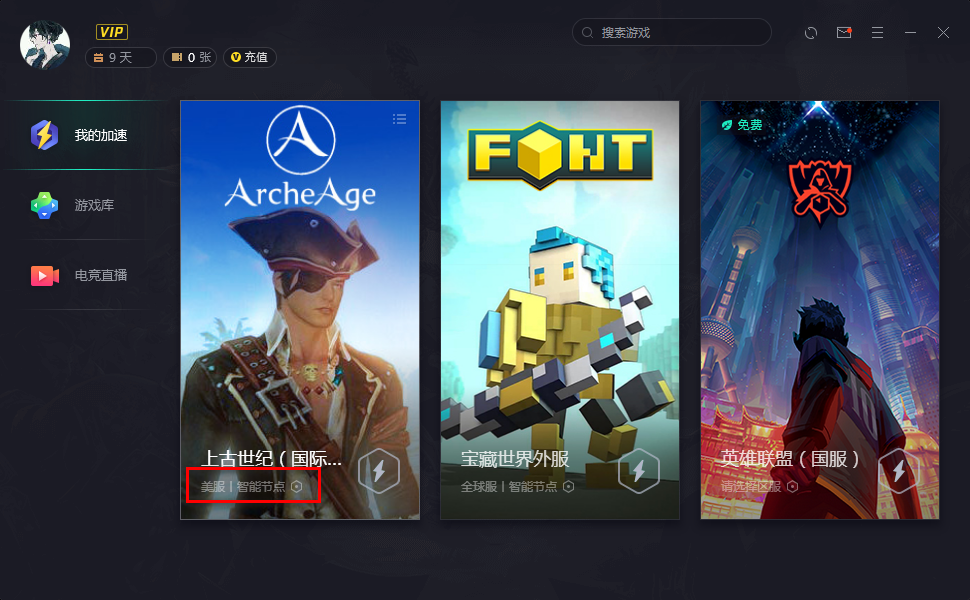 VIP
9 天
0 张
充值
搜索游戏
我的加速
游戏库
电竞直播
ArcheAge
上古世纪（国际...
美服 | 智能节点
FONT
宝藏世界外服
全球服 | 智能节点
免费
英雄联盟（国服）
请选择区服